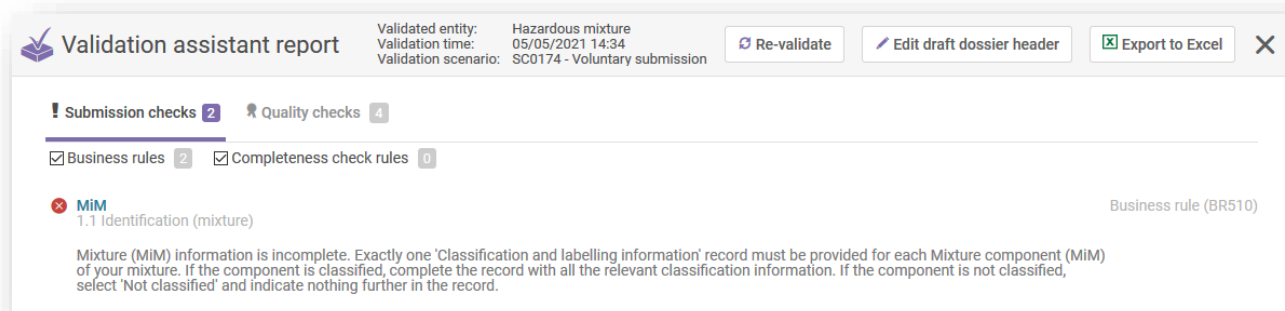 Validation assistant report
Validated entity: Hazardous mixture
Validation time: 05/05/2021 14:34
Validation scenario: SC0174 - Voluntary submission
Re-validate
Edit draft dossier header
Export to Excel
Submission checks 2 Quality checks 4
Business rules 2 Completeness check rules 0
MiM Business rule (BR510)
1.1 Identification (mixture)
Mixture (MiM) information is incomplete. Exactly one 'Classification and labelling information' record must be provided for each Mixture component (MiM)
of your mixture. If the component is classified, complete the record with all the relevant classification information. If the component is not classified,
select 'Not classified' and indicate nothing further in the record.